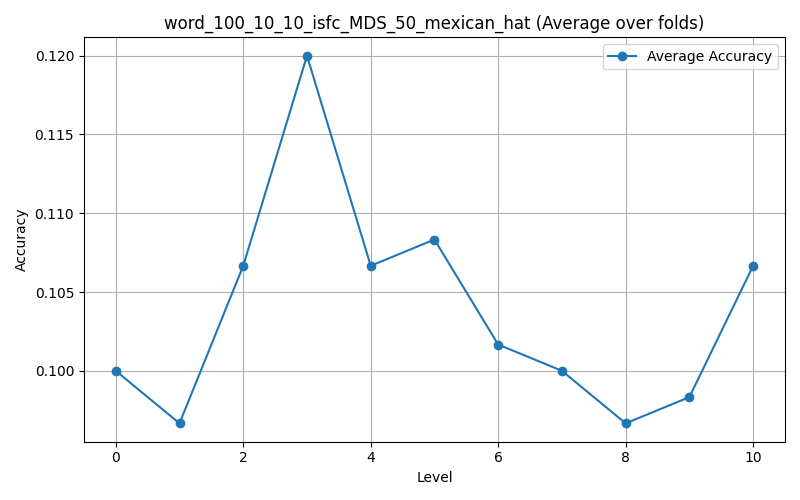 word_100_10_10_isfc_MDS_50_mexican_hat (Average over folds)
Average Accuracy
0.120
0.115
0.110
0.105
0.100
Accuracy
0 2 4 6 8 10
Level